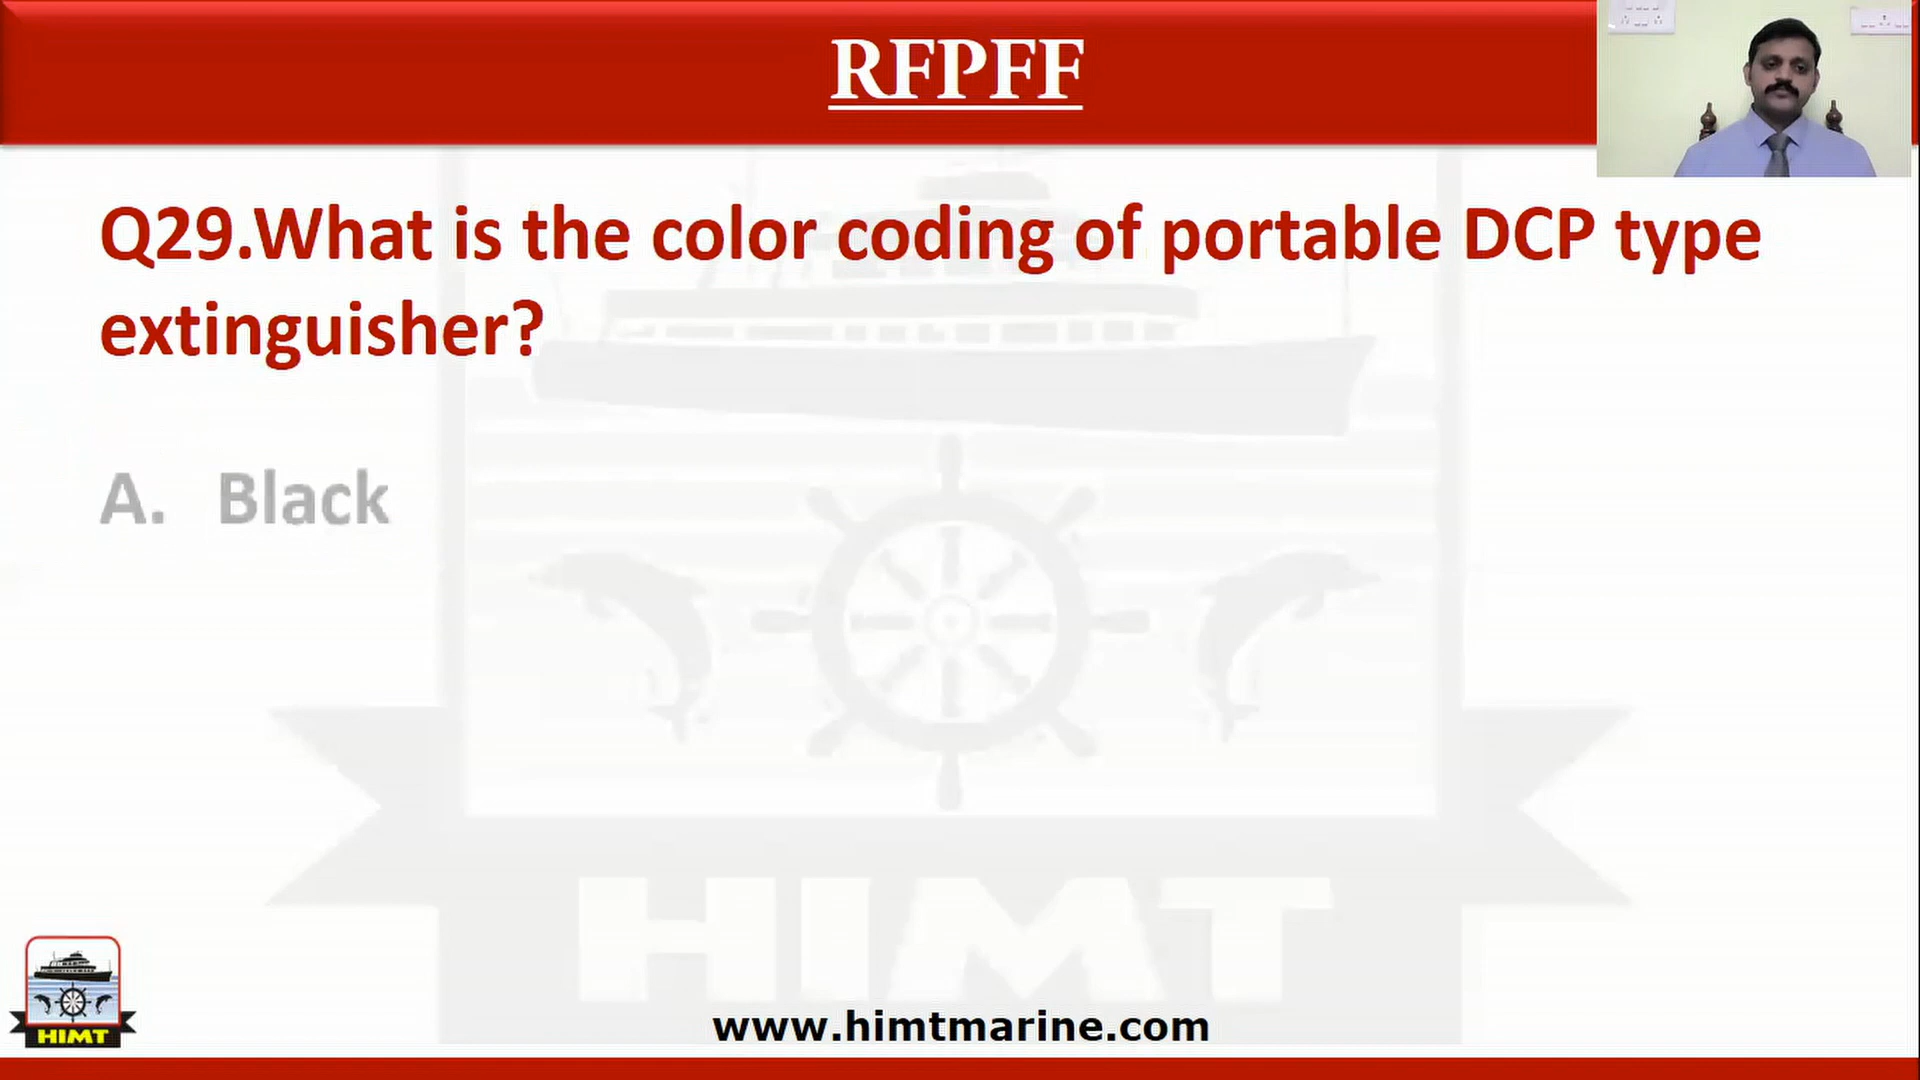 RFPFF
Q29.What is the color coding of portable DCP type
extinguisher?
A. Black
HIMT
HIMT
www.himtmarine.com